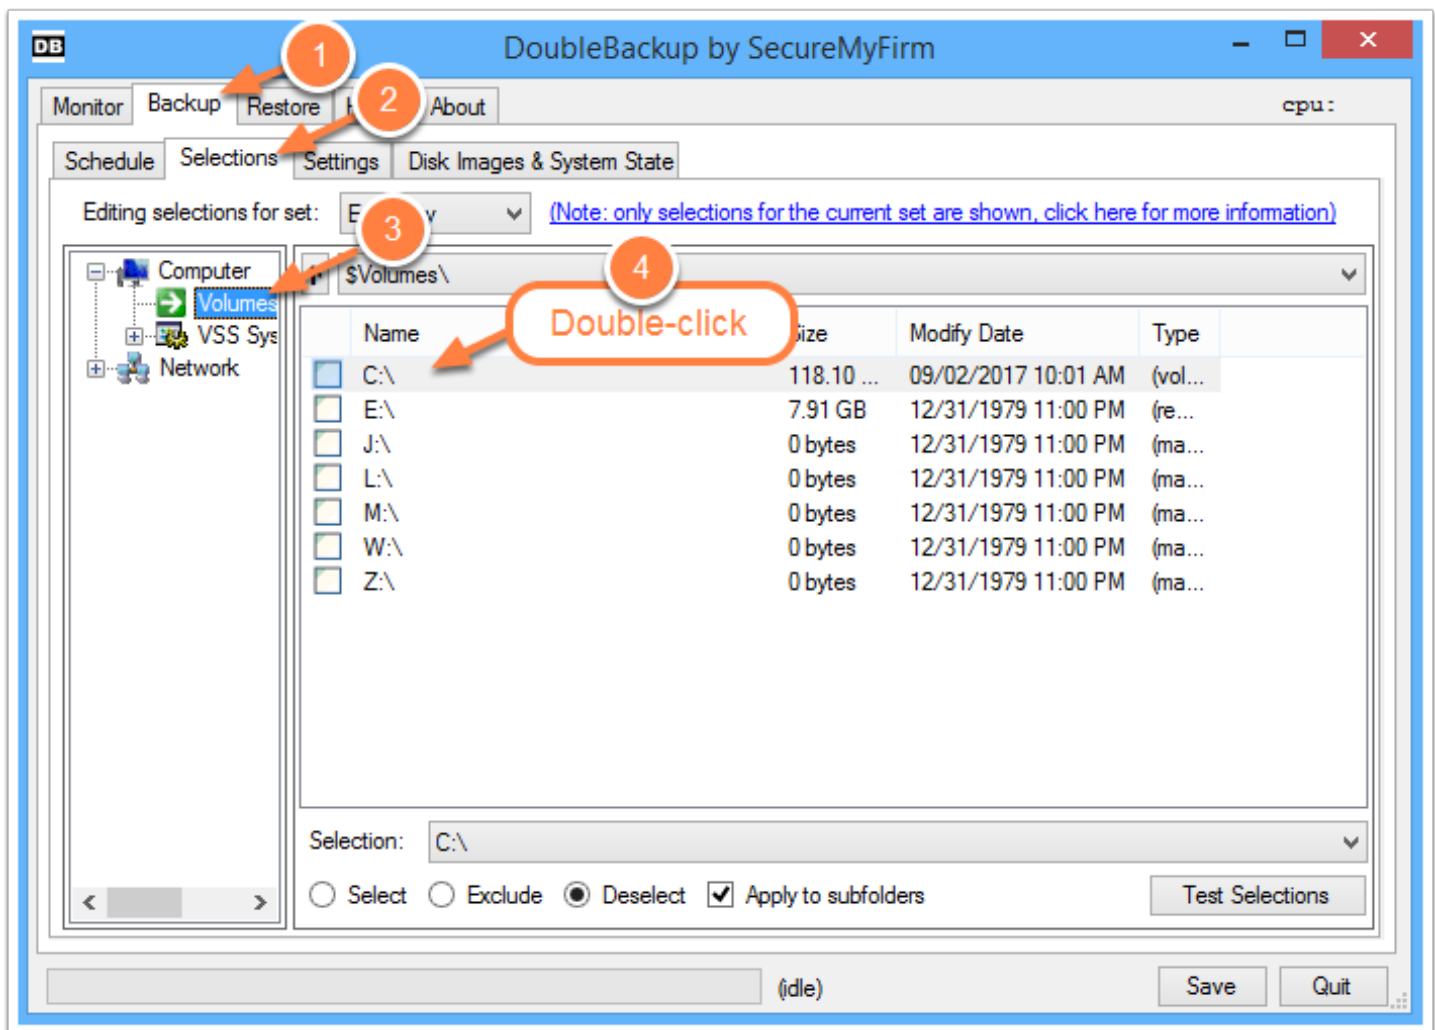 DB DoubleBackup by SecureMyFirm
1
Monitor Backup Restore About cpu:
2
Schedule Selections Settings Disk Images & System State
Editing selections for set: (Note: only selections for the current set are shown, click here for more information)
3
4
Computer $Volumes\
Volumes
Double-click
VSS Sys Name Size Modify Date Type
Network
C:\ 118.10 ... 09/02/2017 10:01 AM (vol...
E:\ 7.91 GB 12/31/1979 11:00 PM (re...
J:\ 0 bytes 12/31/1979 11:00 PM (ma...
L:\ 0 bytes 12/31/1979 11:00 PM (ma...
M:\ 0 bytes 12/31/1979 11:00 PM (ma...
W:\ 0 bytes 12/31/1979 11:00 PM (ma...
Z:\ 0 bytes 12/31/1979 11:00 PM (ma...
Selection: C:\
Select Exclude Deselect Apply to subfolders Test Selections
(idle) Save Quit